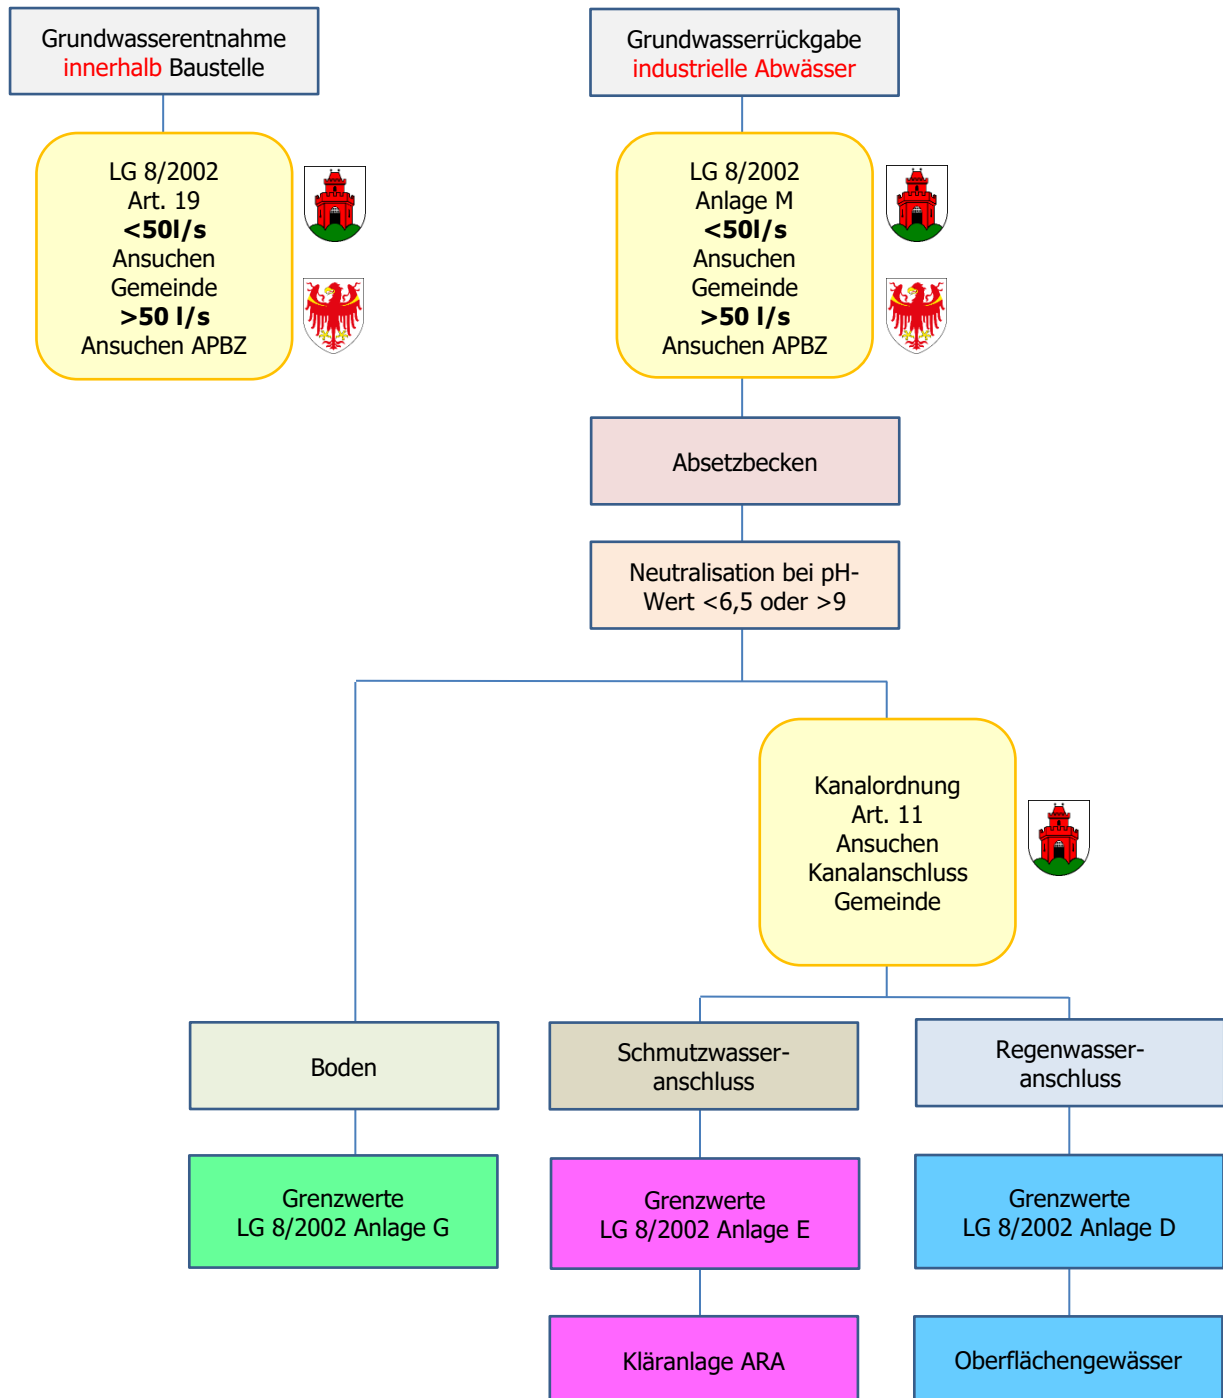 Grundwasserentnahme
innerhalb Baustelle
Grundwasserrückgabe
industrielle Abwässer
LG 8/2002
Art. 19
<50l/s
Ansuchen
Gemeinde
>50 l/s
Ansuchen APBZ
LG 8/2002
Anlage M
<50l/s
Ansuchen
Gemeinde
>50 l/s
Ansuchen APBZ
Absetzbecken
Neutralisation bei pH-
Wert <6,5 oder >9
Kanalordnung
Art. 11
Ansuchen
Kanalanschluss
Gemeinde
Boden
Schmutzwasser-
anschluss
Regenwasser-
anschluss
Grenzwerte
LG 8/2002 Anlage G
Grenzwerte
LG 8/2002 Anlage E
Grenzwerte
LG 8/2002 Anlage D
Kläranlage ARA
Oberflächengewässer